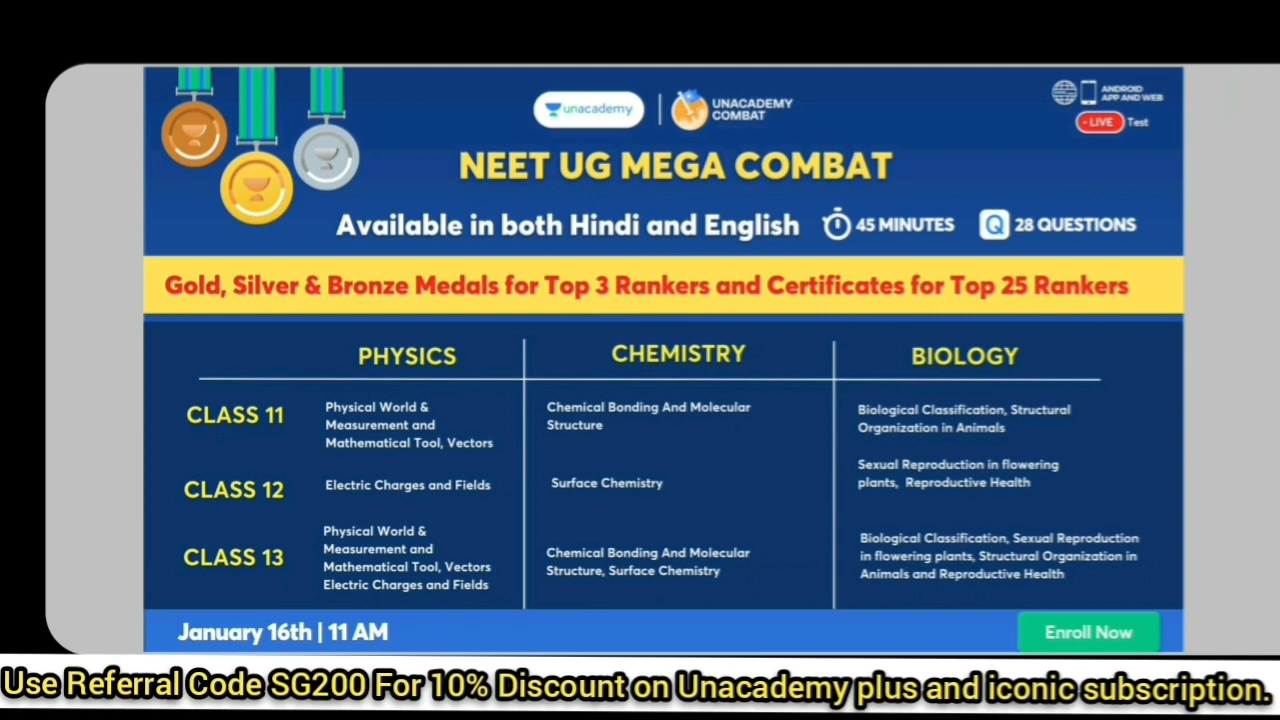 unacademy
UNACADEMY
COMBAT
ANDROID
APP AND WEB
LIVE Test
NEET UG MEGA COMBAT
Available in both Hindi and English 45 MINUTES Q 28 QUESTIONS
Gold, Silver & Bronze Medals for Top 3 Rankers and Certificates for Top 25 Rankers
PHYSICS CHEMISTRY BIOLOGY
CLASS 11
Physical World &
Measurement and
Mathematical Tool, Vectors
Chemical Bonding And Molecular
Structure
Biological Classification, Structural
Organization in Animals
CLASS 12
Electric Charges and Fields
Surface Chemistry
Sexual Reproduction in flowering
plants, Reproductive Health
CLASS 13
Physical World &
Measurement and
Mathematical Tool, Vectors
Electric Charges and Fields
Chemical Bonding And Molecular
Structure, Surface Chemistry
Biological Classification, Sexual Reproduction
in flowering plants, Structural Organization in
Animals and Reproductive Health
January 16th | 11 AM
Enroll Now
Use Referral Code SG200 For 10% Discount on Unacademy plus and iconic subscription.